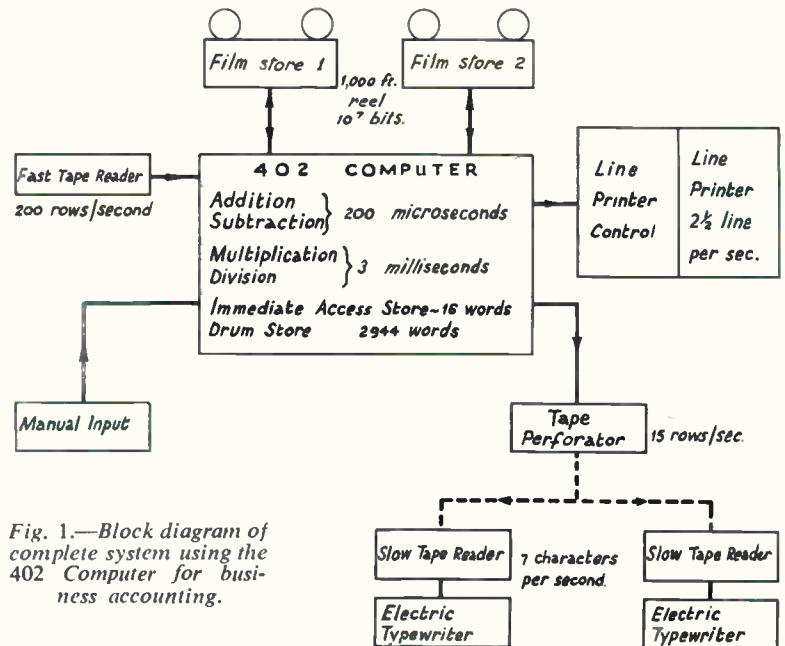 Film store 1
Film store 2
1,000 ft.
reel
10⁷ bits.
Fast Tape Reader
200 rows/second
402 COMPUTER
Addition
Subtraction } 200 microseconds
Multiplication
Division } 3 milliseconds
Immediate Access Store-16 words
Drum Store 2944 words
Line
Printer
Control
Line
Printer
2½ line
per sec.
Manual Input
Tape
Perforator
15 rows/sec.
Slow Tape Reader
7 characters
per second.
Slow Tape Reader
Electric
Typewriter
Electric
Typewriter
Fig. 1.—Block diagram of
complete system using the
402 Computer for busi-
ness accounting.